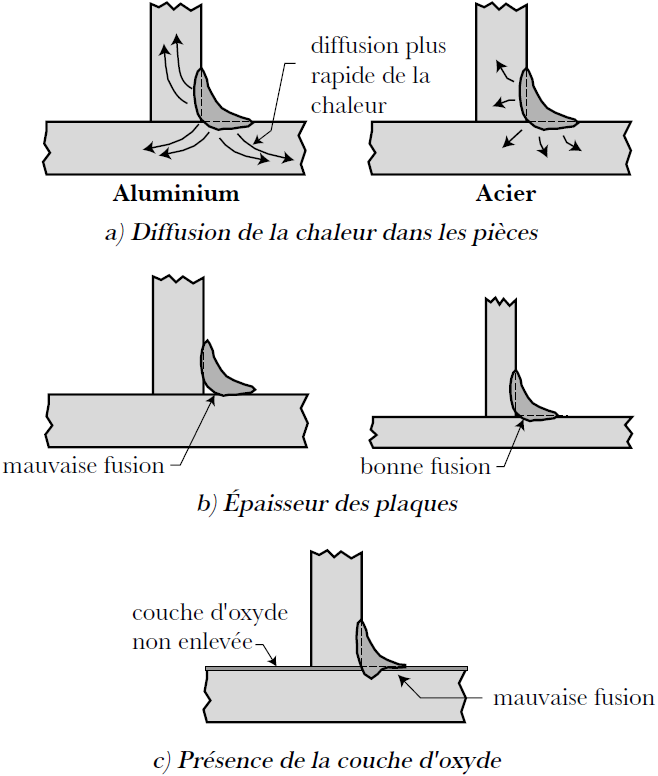 diffusion plus
rapide de la
chaleur
Aluminium
Acier
a) Diffusion de la chaleur dans les pièces
mauvaise fusion
bonne fusion
b) Épaisseur des plaques
couche d'oxyde
non enlevée
mauvaise fusion
c) Présence de la couche d'oxyde